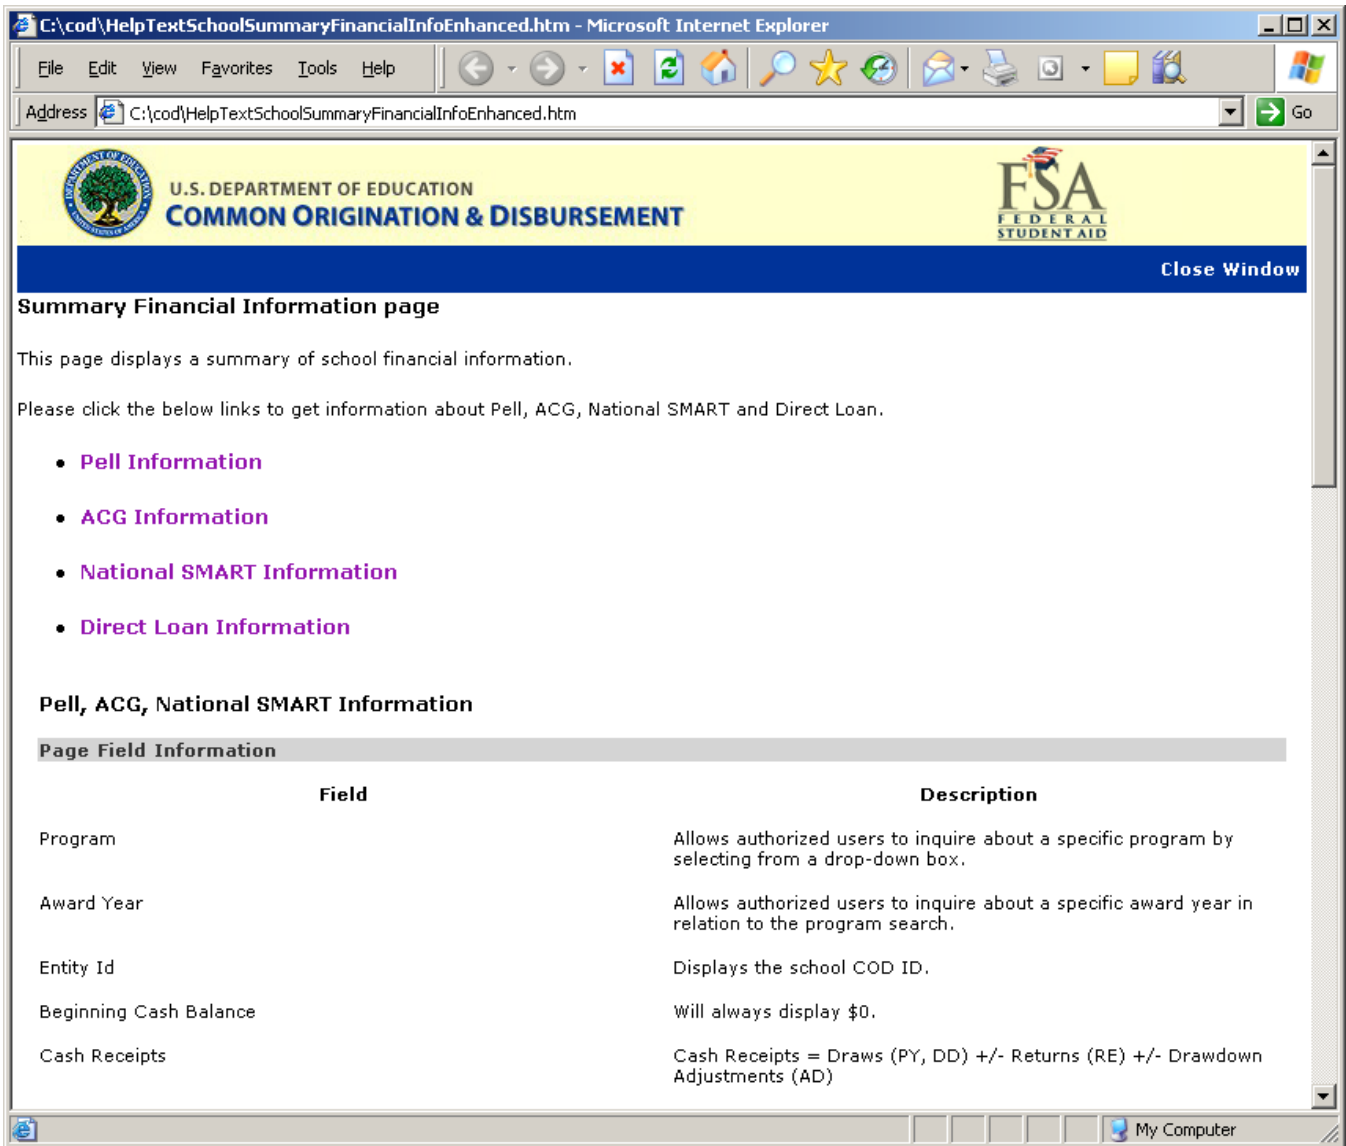 C:\cod\HelpTextSchoolSummaryFinancialInfoEnhanced.htm - Microsoft Internet Explorer
File Edit View Favorites Tools Help
Address C:\cod\HelpTextSchoolSummaryFinancialInfoEnhanced.htm Go
U.S. DEPARTMENT OF EDUCATION
COMMON ORIGINATION & DISBURSEMENT
FSA
FEDERAL
STUDENT AID
Close Window
Summary Financial Information page
This page displays a summary of school financial information.
Please click the below links to get information about Pell, ACG, National SMART and Direct Loan.
• Pell Information
• ACG Information
• National SMART Information
• Direct Loan Information
Pell, ACG, National SMART Information
Page Field Information
Field Description
Program Allows authorized users to inquire about a specific program by
selecting from a drop-down box.
Award Year Allows authorized users to inquire about a specific award year in
relation to the program search.
Entity Id Displays the school COD ID.
Beginning Cash Balance Will always display $0.
Cash Receipts Cash Receipts = Draws (PY, DD) +/- Returns (RE) +/- Drawdown
Adjustments (AD)
My Computer